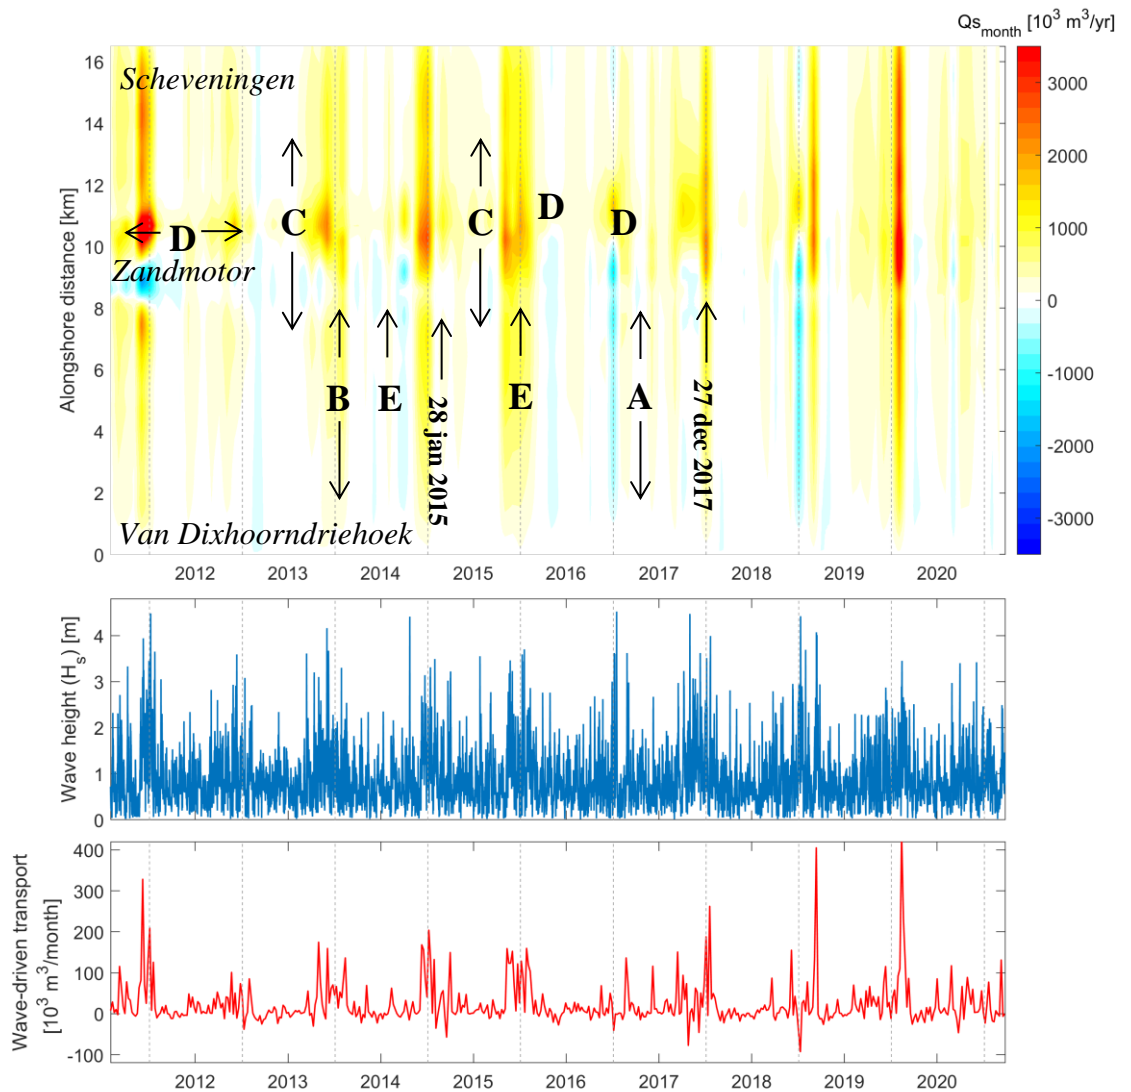 Qs_month [10^3 m^3/yr]
16
14
12
10
8
6
4
2
0
Alongshore distance [km]
Scheveningen
C
C
D
D
D
Zandmotor
B
E
E
A
28 jan 2015
27 dec 2017
Van Dixhoorndriehoek
3000
2000
1000
0
-1000
-2000
-3000
2012 2013 2014 2015 2016 2017 2018 2019 2020
Wave height (H_s) [m]
4
3
2
1
0
Wave-driven transport
[10^3 m^3/month]
400
300
200
100
0
-100
2012 2013 2014 2015 2016 2017 2018 2019 2020